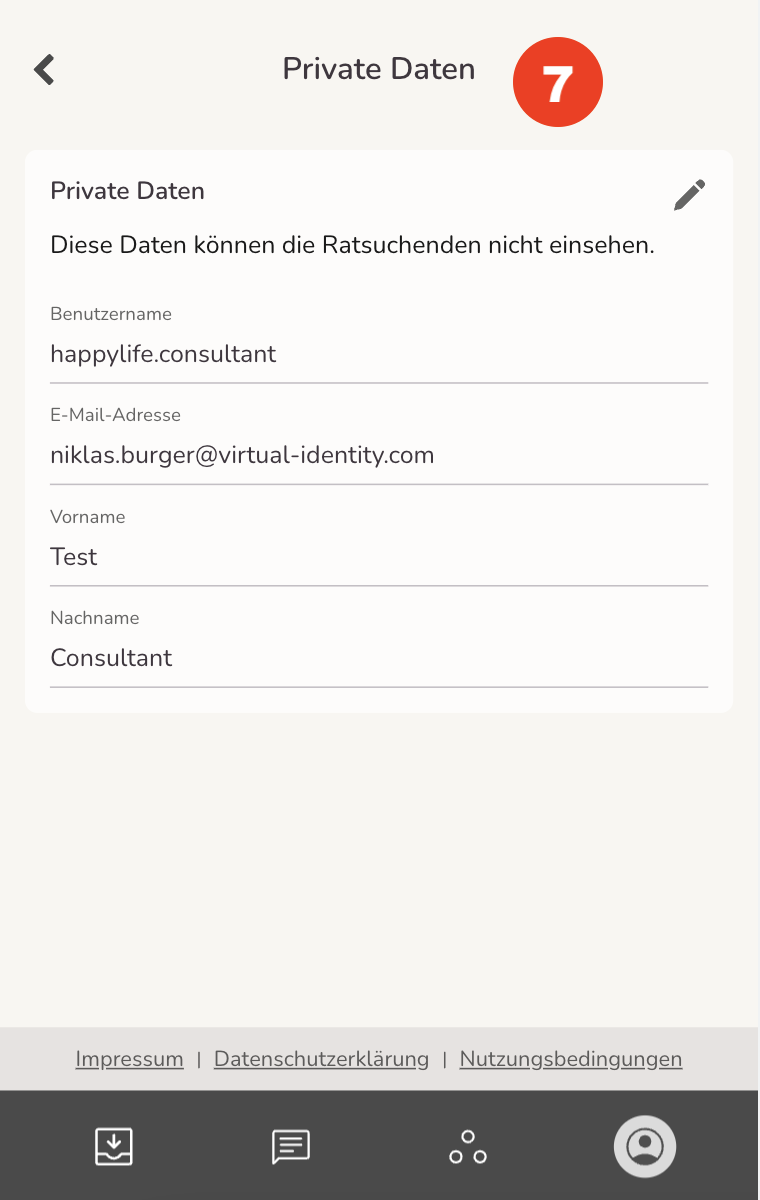 Private Daten
7
Private Daten
Diese Daten können die Ratsuchenden nicht einsehen.
Benutzername
happylife.consultant
E-Mail-Adresse
niklas.burger@virtual-identity.com
Vorname
Test
Nachname
Consultant
Impressum | Datenschutzerklärung | Nutzungsbedingungen